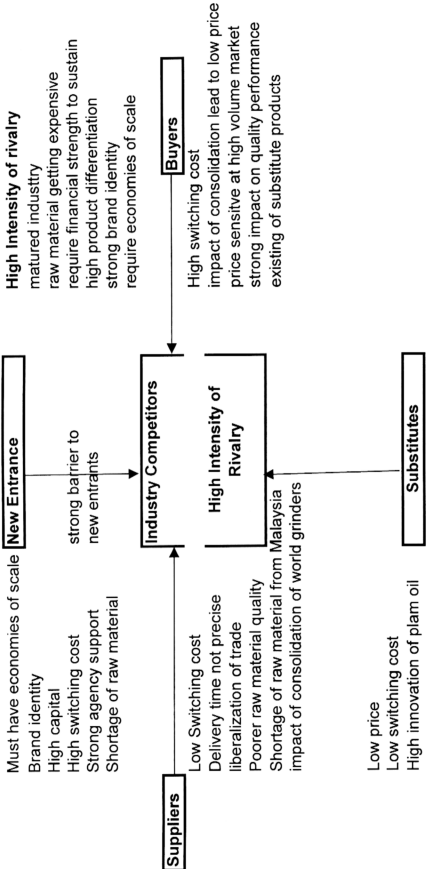 Must have economies of scale
Brand identity
High capital
High switching cost
Strong agency support
Shortage of raw material
New Entrance
strong barrier to
new entrants
High Intensity of rivalry
matured industry
raw material getting expensive
require financial strength to sustain
high product differentiation
strong brand identity
require economies of scale
Suppliers
Industry Competitors
High Intensity of
Rivalry
Buyers
Low Switching cost
Delivery time not precise
liberalization of trade
Poorer raw material quality
Shortage of raw material from Malaysia
impact of consolidation of world grinders
High switching cost
impact of consolidation lead to low price
price sensitve at high volume market
strong impact on quality performance
existing of substitute products
Low price
Low switching cost
High innovation of plam oil
Substitutes